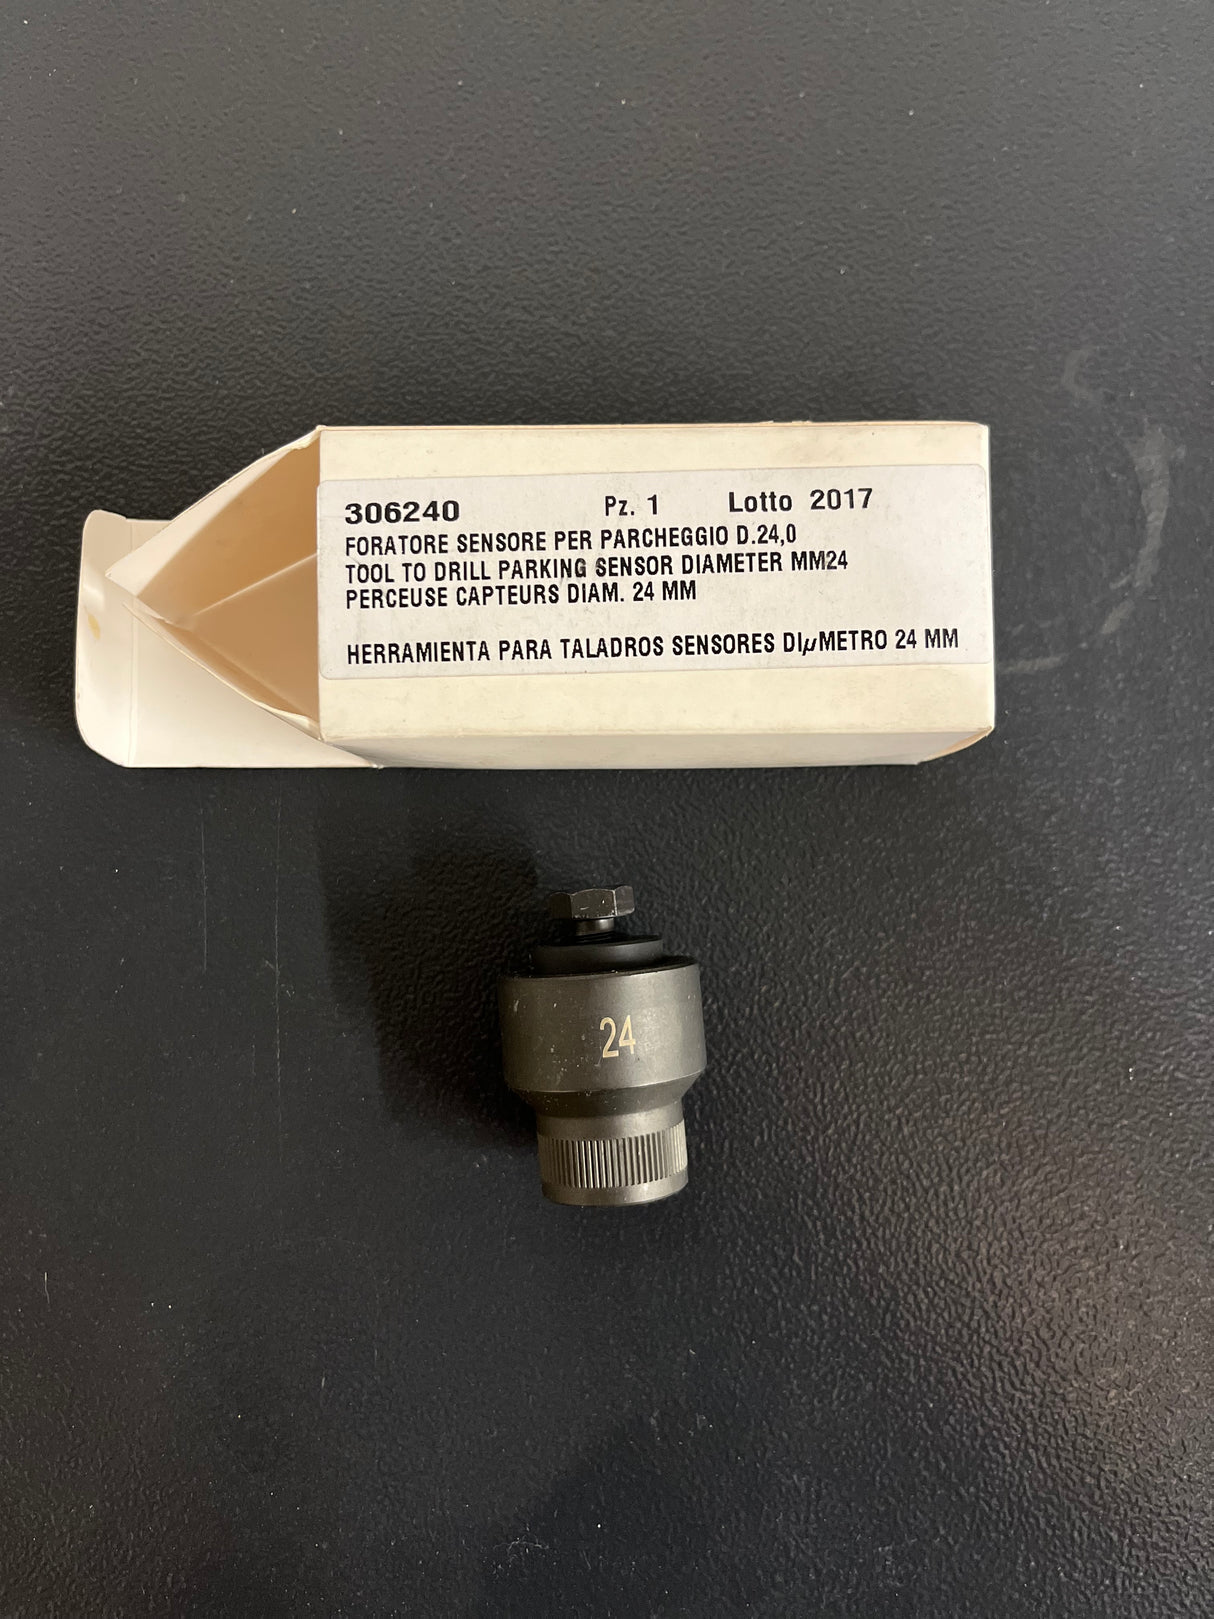 306240 Pz. 1 Lotto 2017
FORATORE SENSORE PER PARCHEGGIO D.24,0
TOOL TO DRILL PARKING SENSOR DIAMETER MM24
PERCEUSE CAPTEURS DIAM. 24 MM
HERRAMIENTA PARA TALADROS SENSORES DIµMETRO 24 MM
24